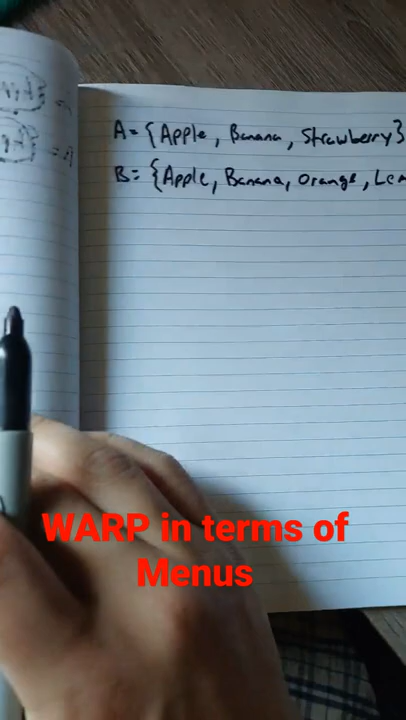 A = {Apple, Banana, Strawberry}
B = {Apple, Banana, Orange,
WARP in terms of
Menus